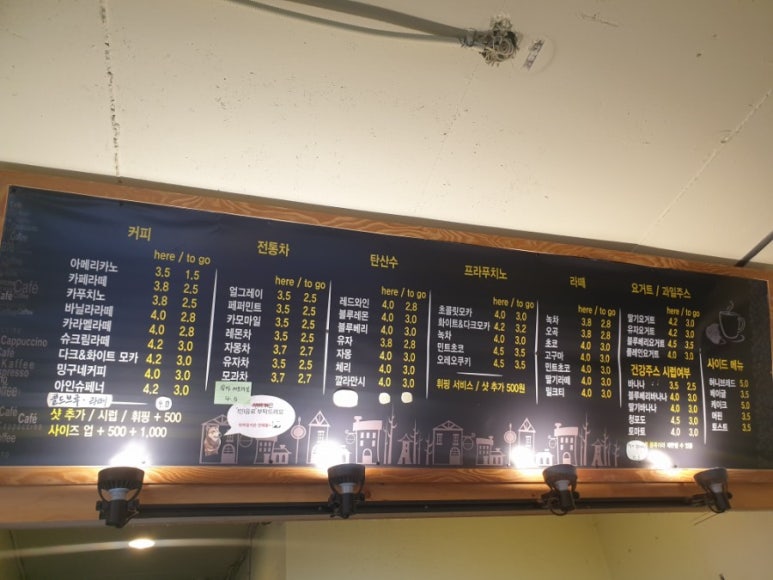 커피
here / to go
아메리카노 3.5 1.5
카페라떼 3.8 2.5
카푸치노 3.8 2.5
바닐라라떼 4.0 2.8
카라멜라떼 4.0 2.8
슈크림라떼 4.2 3.0
다크&화이트 모카 4.2 3.0
밍구네커피 4.0 3.0
아인슈페너 4.2 3.0
콜드브루·라떼
샷 추가 / 시럽 / 휘핑 + 500
사이즈 업 + 500 + 1,000
전통차
here / to go
얼그레이 3.5 2.5
페퍼민트 3.5 2.5
카모마일 3.5 2.5
레몬차 3.5 2.5
자몽차 3.7 2.7
유자차 3.5 2.5
모과차 3.7 2.7
탄산수
here / to go
레드와인 4.0 2.8
블루레몬 4.0 2.8
블루베리 4.0 3.0
유자 3.8 2.8
자몽 4.0 3.0
체리 4.0 3.0
깔라만시 4.0 3.0
프라푸치노
here / to go
초콜릿모카 4.0 3.0
화이트&다크모카 4.2 3.2
녹차 4.0 3.0
민트초코 4.5 3.5
오레오쿠키 4.5 3.5
휘핑 서비스 / 샷 추가 500원
라떼
here / to go
녹차 3.8 2.8
오곡 3.8 2.8
초코
고구마 4.0 3.0
민트초코 4.0 3.0
딸기라떼 4.0 3.0
밀크티 4.0 3.0
요거트 / 과일주스
here / to go
딸기요거트 4.2 3.2
유자요거트 4.2 3.0
블루베리요거트 4.5 3.5
플레인요거트 4.0 3.0
건강주스 시럽여부
바나나 3.5 2.5
블루베리바나나 4.0 3.0
딸기바나나 4.0 3.0
청포도 4.5 3.0
토마토 4.0 3.0
사이드 메뉴
허니브레드 5.0
베이글 3.5
케이크 5.0
머핀 3.5
토스트 3.5
Cappuccino
Café
Kaffee
Café